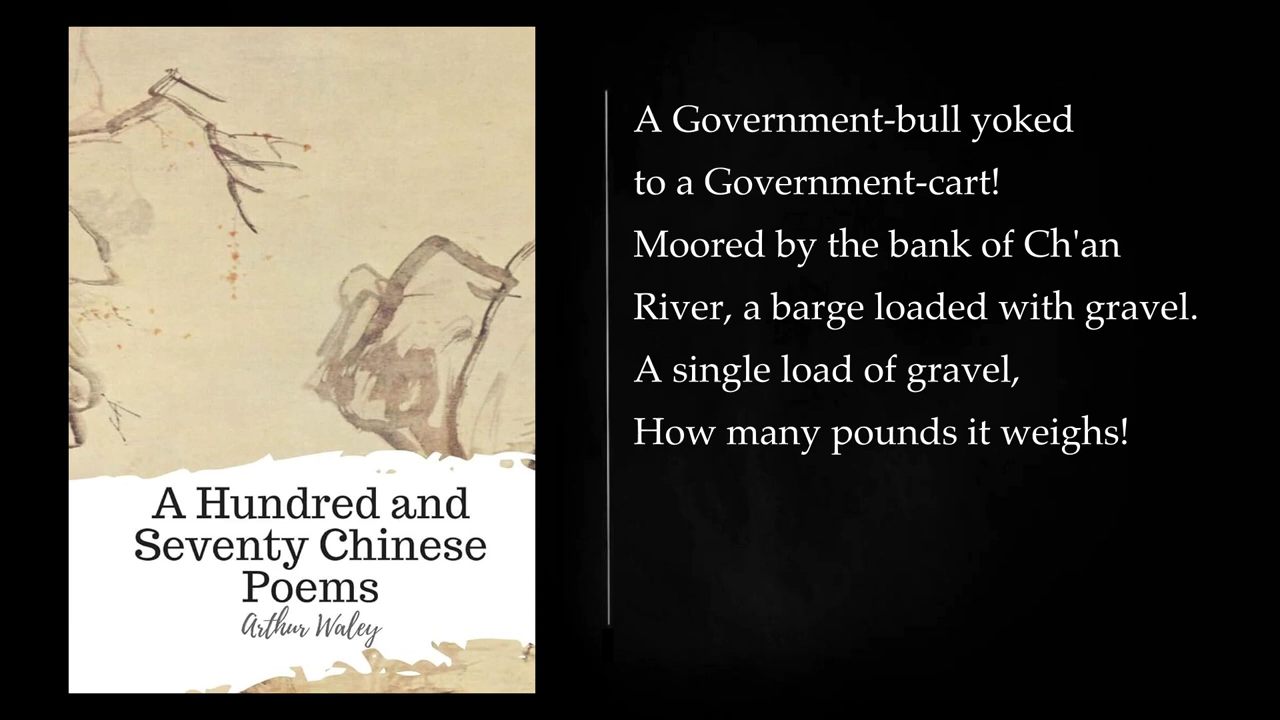 A Hundred and
Seventy Chinese
Poems
Arthur Waley
A Government-bull yoked
to a Government-cart!
Moored by the bank of Ch'an
River, a barge loaded with gravel.
A single load of gravel,
How many pounds it weighs!